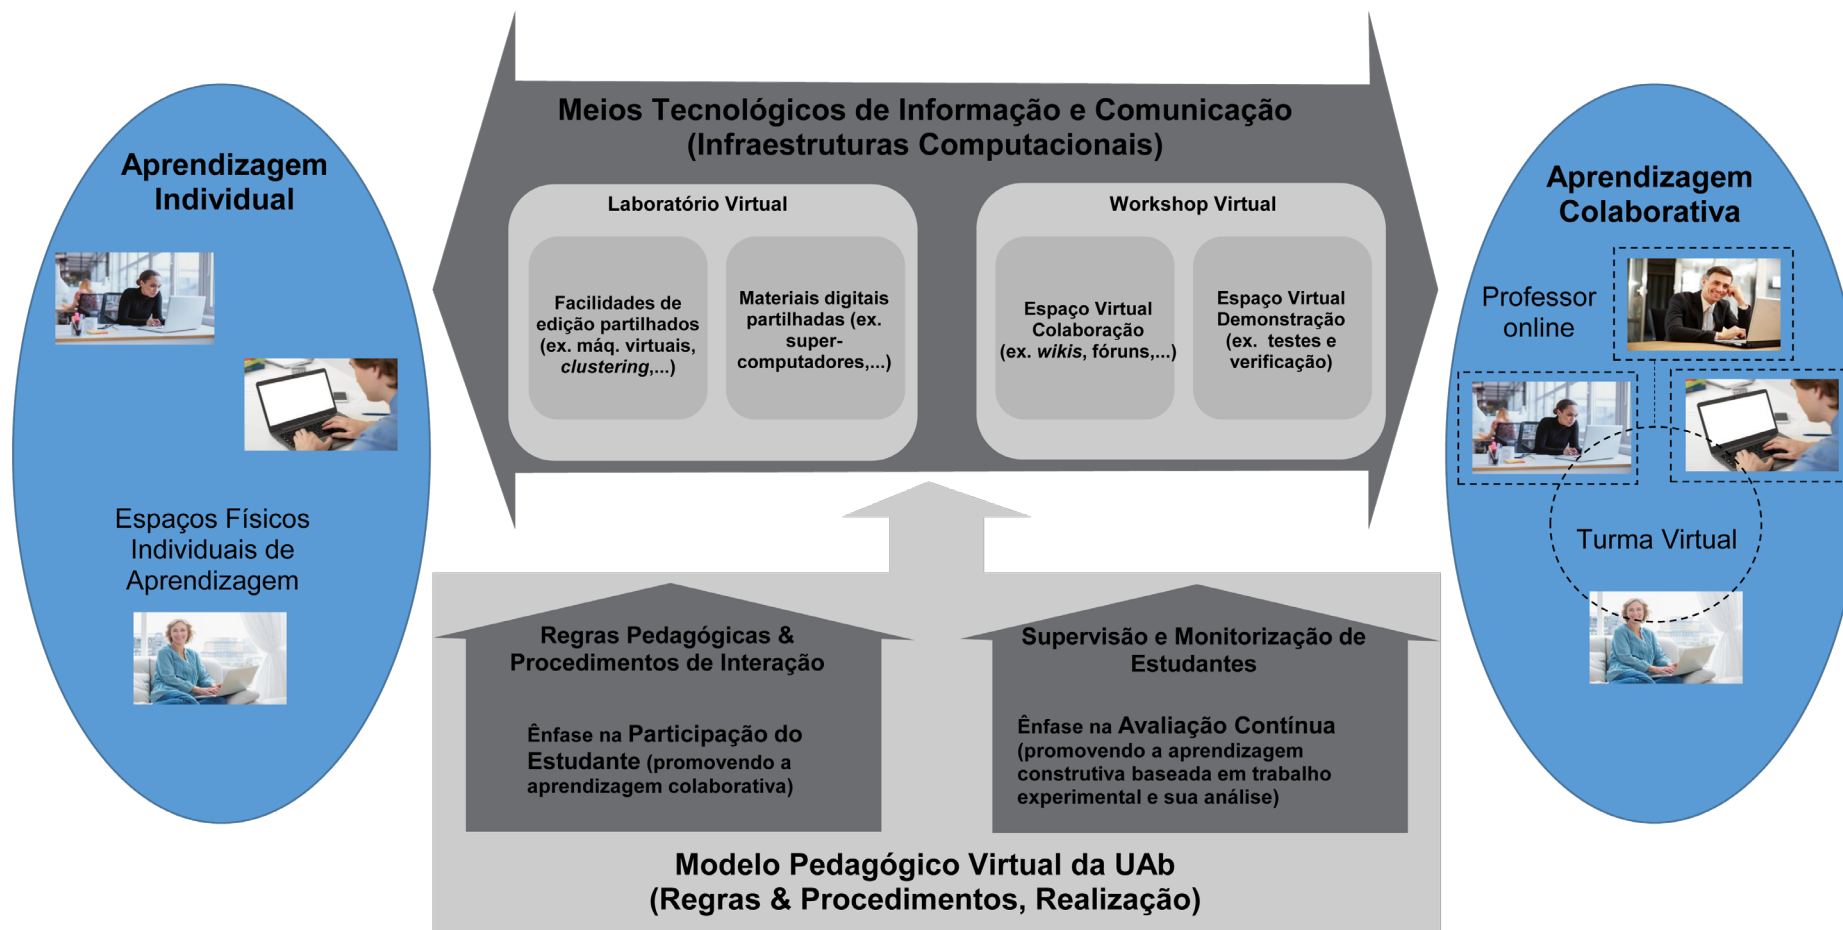 Meios Tecnológicos de Informação e Comunicação
(Infraestruturas Computacionais)
Aprendizagem
Individual
Espaços Físicos
Individuais de
Aprendizagem
Laboratório Virtual
Facilidades de
edição partilhados
(ex. máq. virtuais,
clustering,...)
Materiais digitais
partilhadas (ex.
super-
computadores,...)
Workshop Virtual
Espaço Virtual
Colaboração
(ex. wikis, fóruns,...)
Espaço Virtual
Demonstração
(ex. testes e
verificação)
Aprendizagem
Colaborativa
Professor
online
Turma Virtual
Regras Pedagógicas &
Procedimentos de Interação
Ênfase na Participação do
Estudante (promovendo a
aprendizagem colaborativa)
Supervisão e Monitorização de
Estudantes
Ênfase na Avaliação Contínua
(promovendo a aprendizagem
construtiva baseada em trabalho
experimental e sua análise)
Modelo Pedagógico Virtual da UAb
(Regras & Procedimentos, Realização)